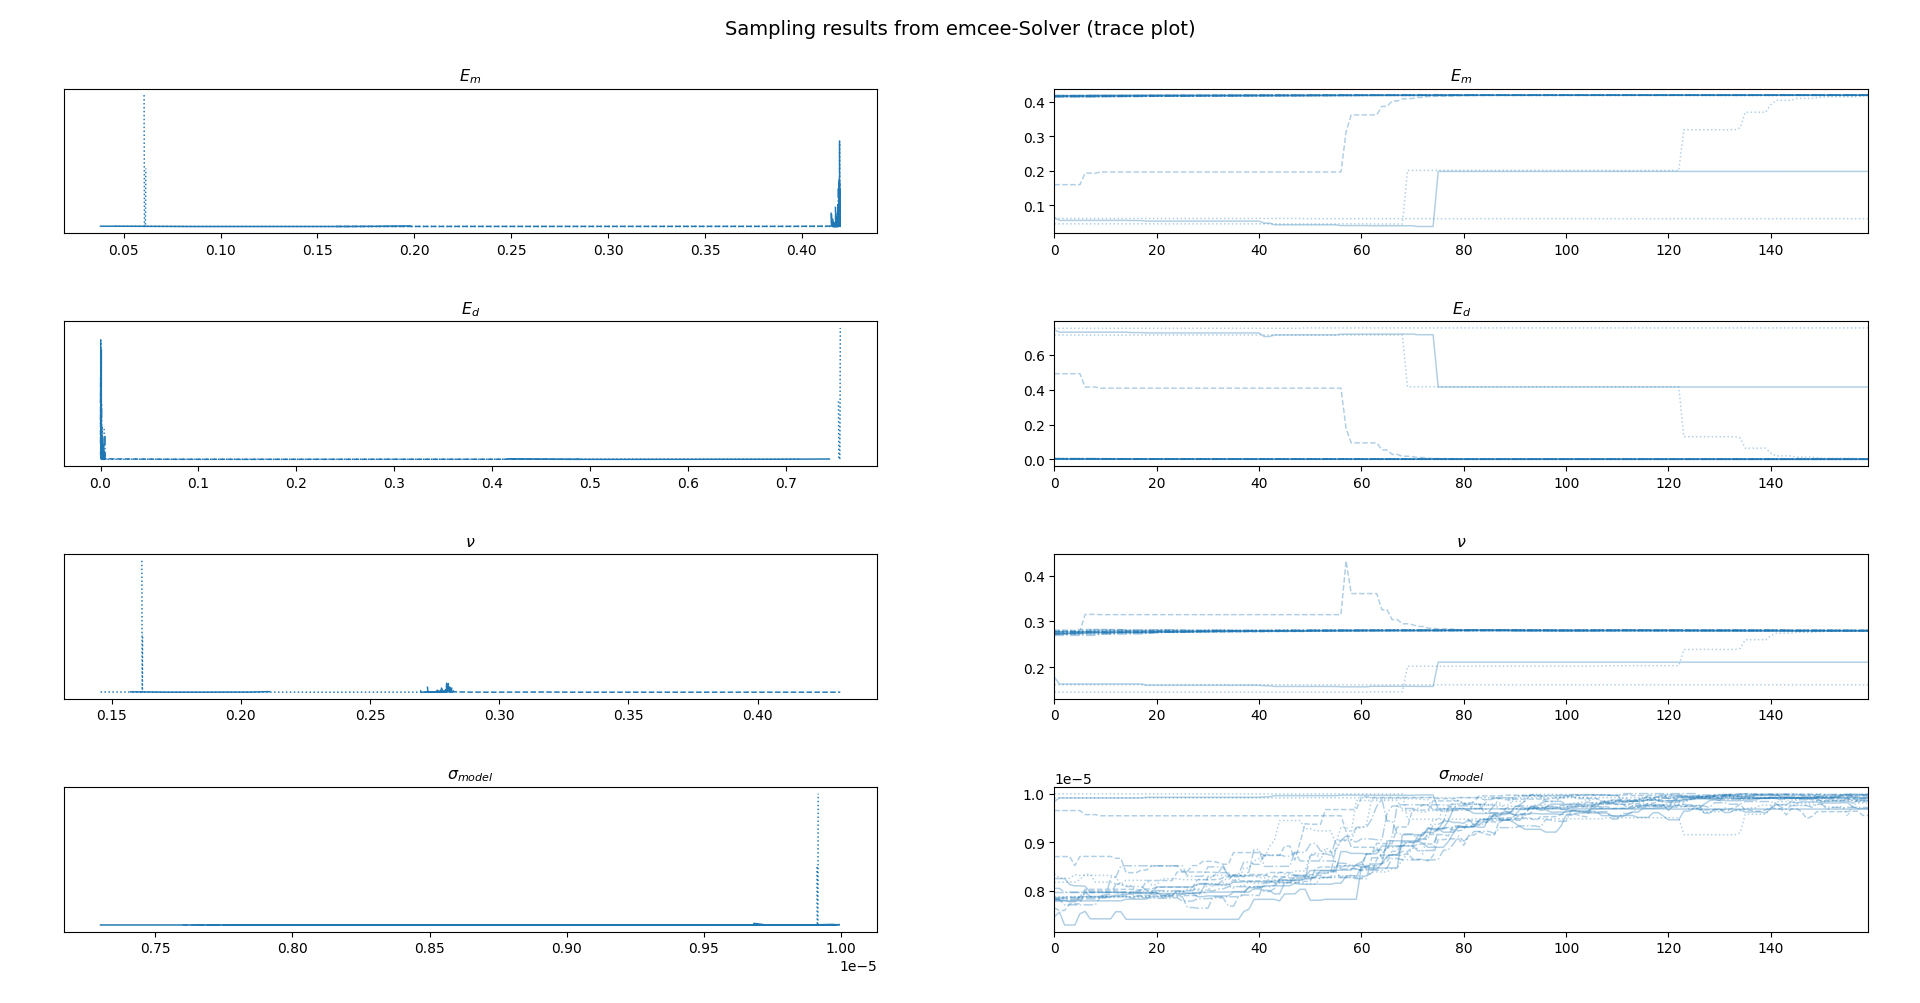 Sampling results from emcee-Solver (trace plot)
E_m
0.05 0.10 0.15 0.20 0.25 0.30 0.35 0.40
E_m
0.4
0.3
0.2
0.1
0 20 40 60 80 100 120 140
E_d
0.0 0.1 0.2 0.3 0.4 0.5 0.6 0.7
E_d
0.6
0.4
0.2
0.0
0 20 40 60 80 100 120 140
ν
0.15 0.20 0.25 0.30 0.35 0.40
ν
0.4
0.3
0.2
0 20 40 60 80 100 120 140
σ_model
0.75 0.80 0.85 0.90 0.95 1.00
1e−5
σ_model
1e−5
1.0
0.9
0.8
0 20 40 60 80 100 120 140